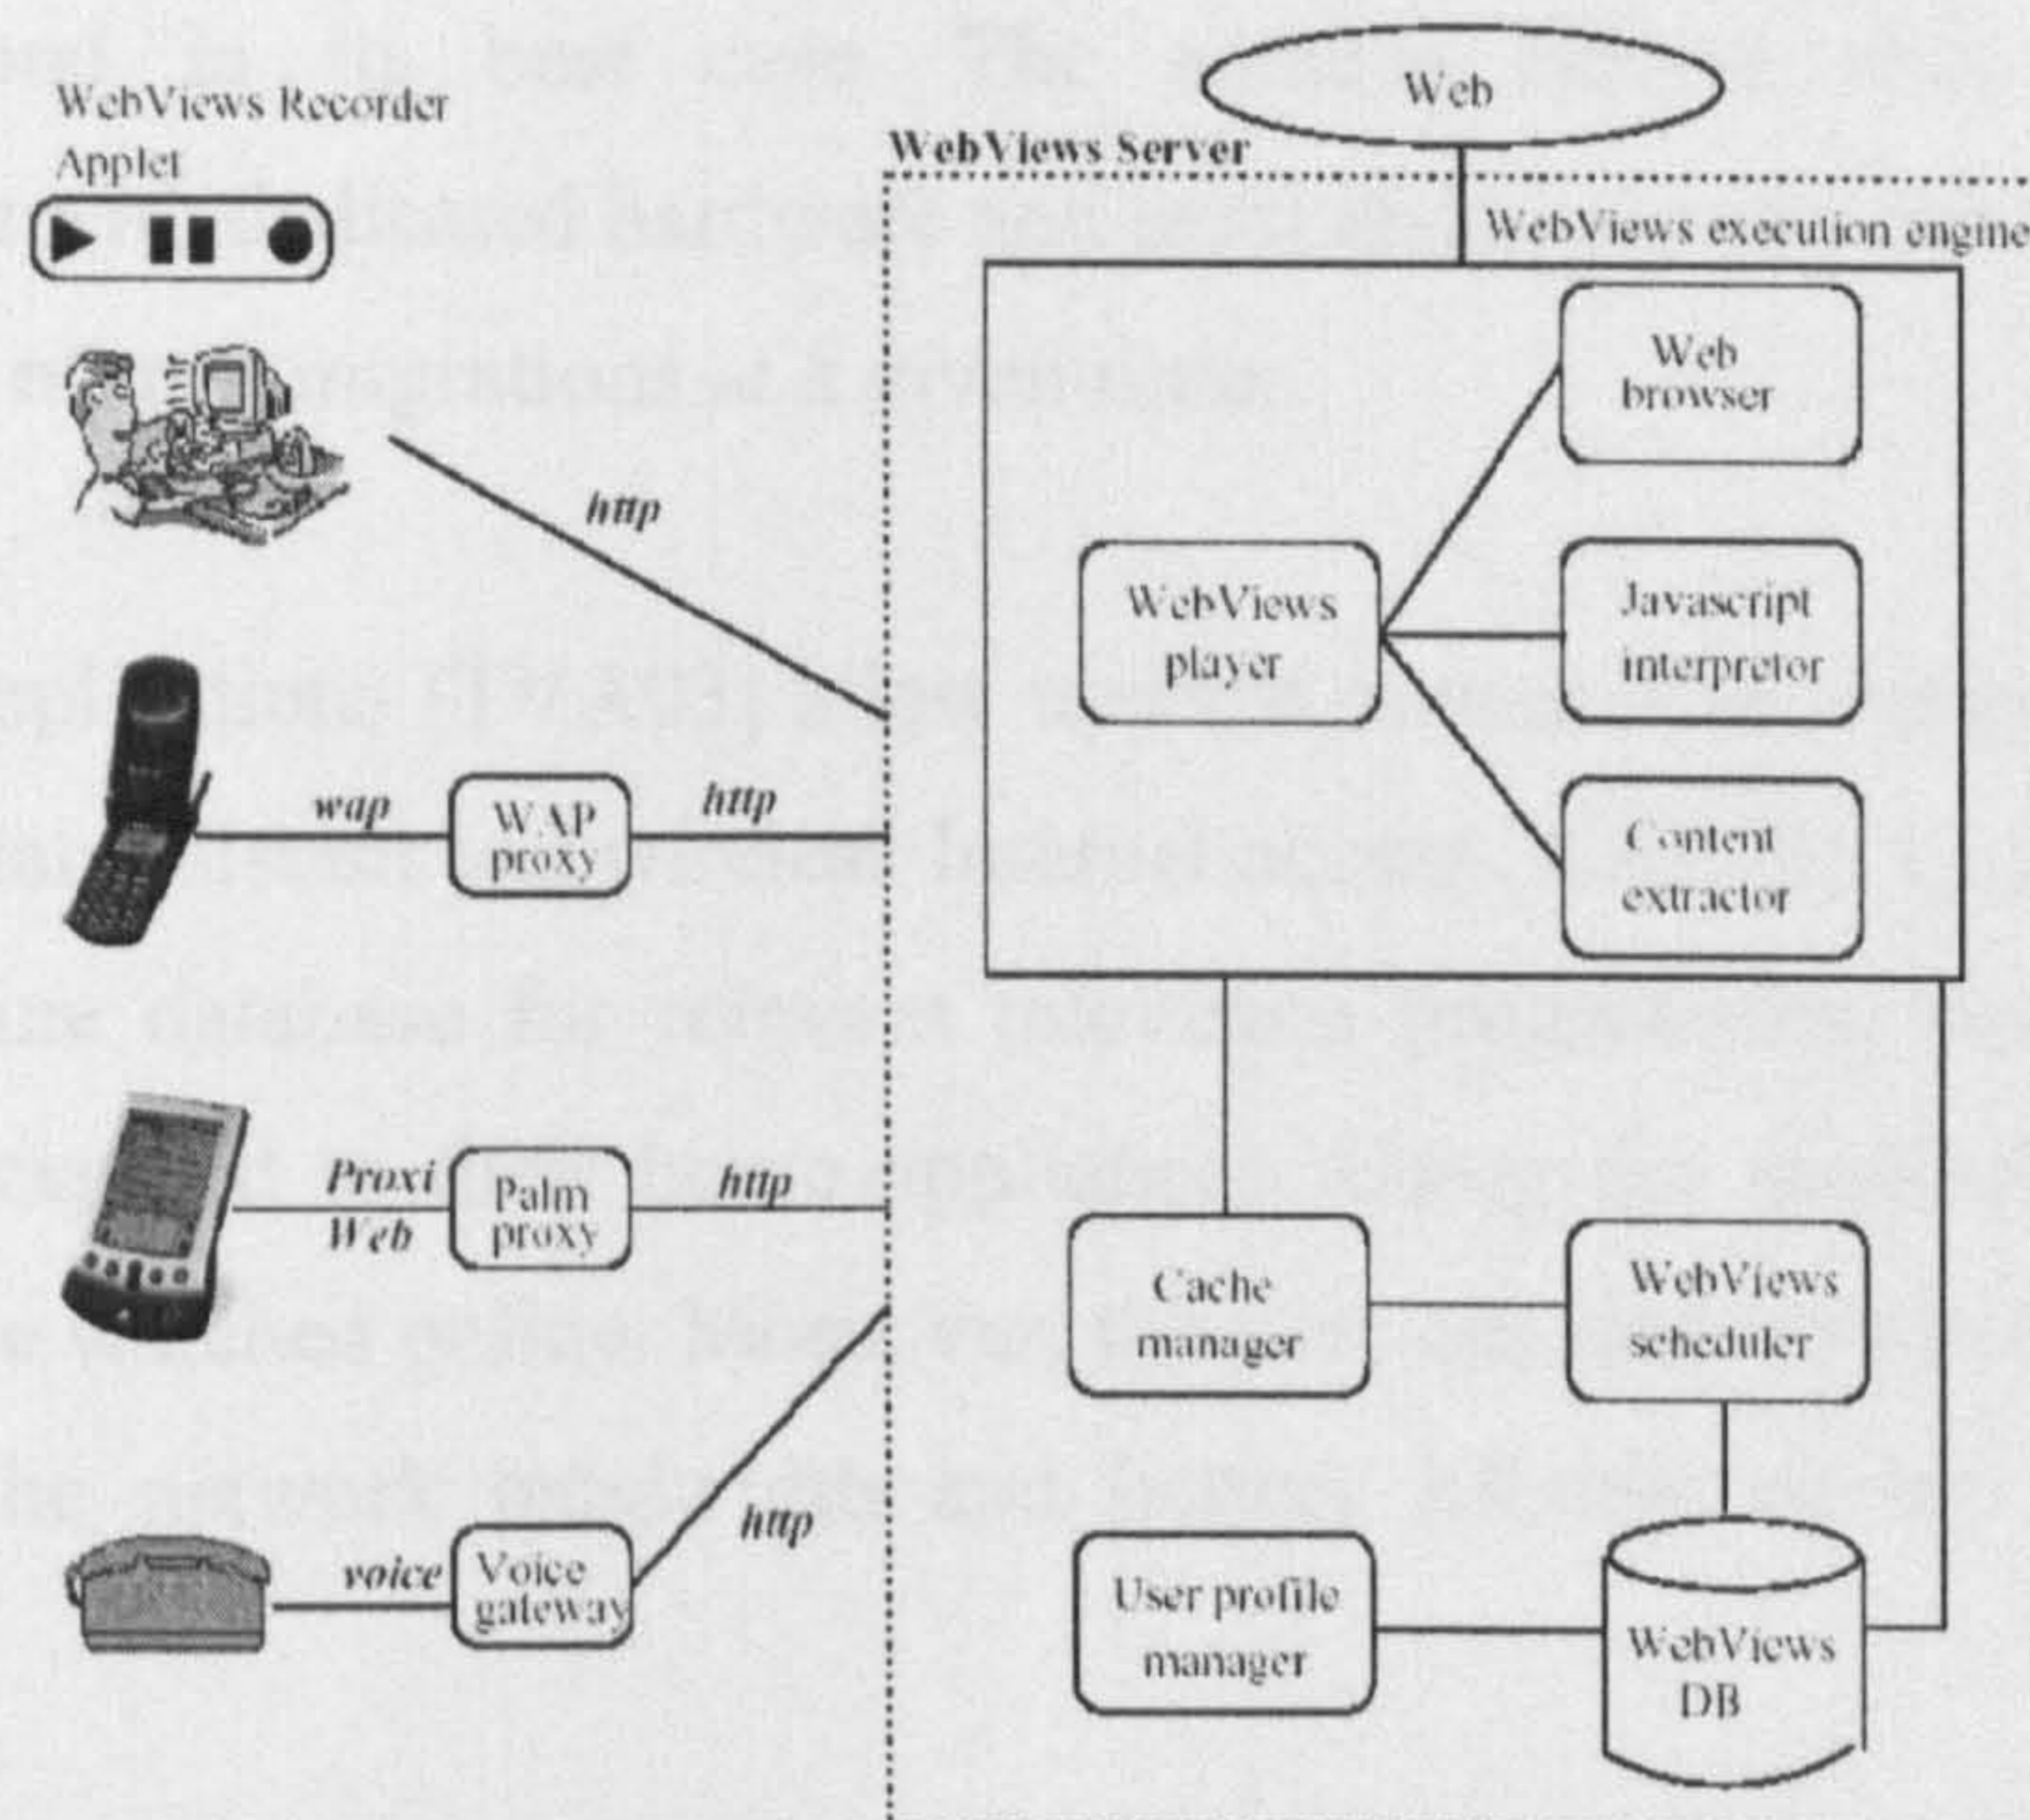 WebViews Recorder
Applet
http
wap
WAP
proxy
http
Proxi
Web
Palm
proxy
http
voice
Voice
gateway
http
Web
WebViews Server
WebViews execution engine
Web
browser
WebViews
player
Javascript
interpretor
Content
extractor
Cache
manager
WebViews
scheduler
User profile
manager
WebViews
DB